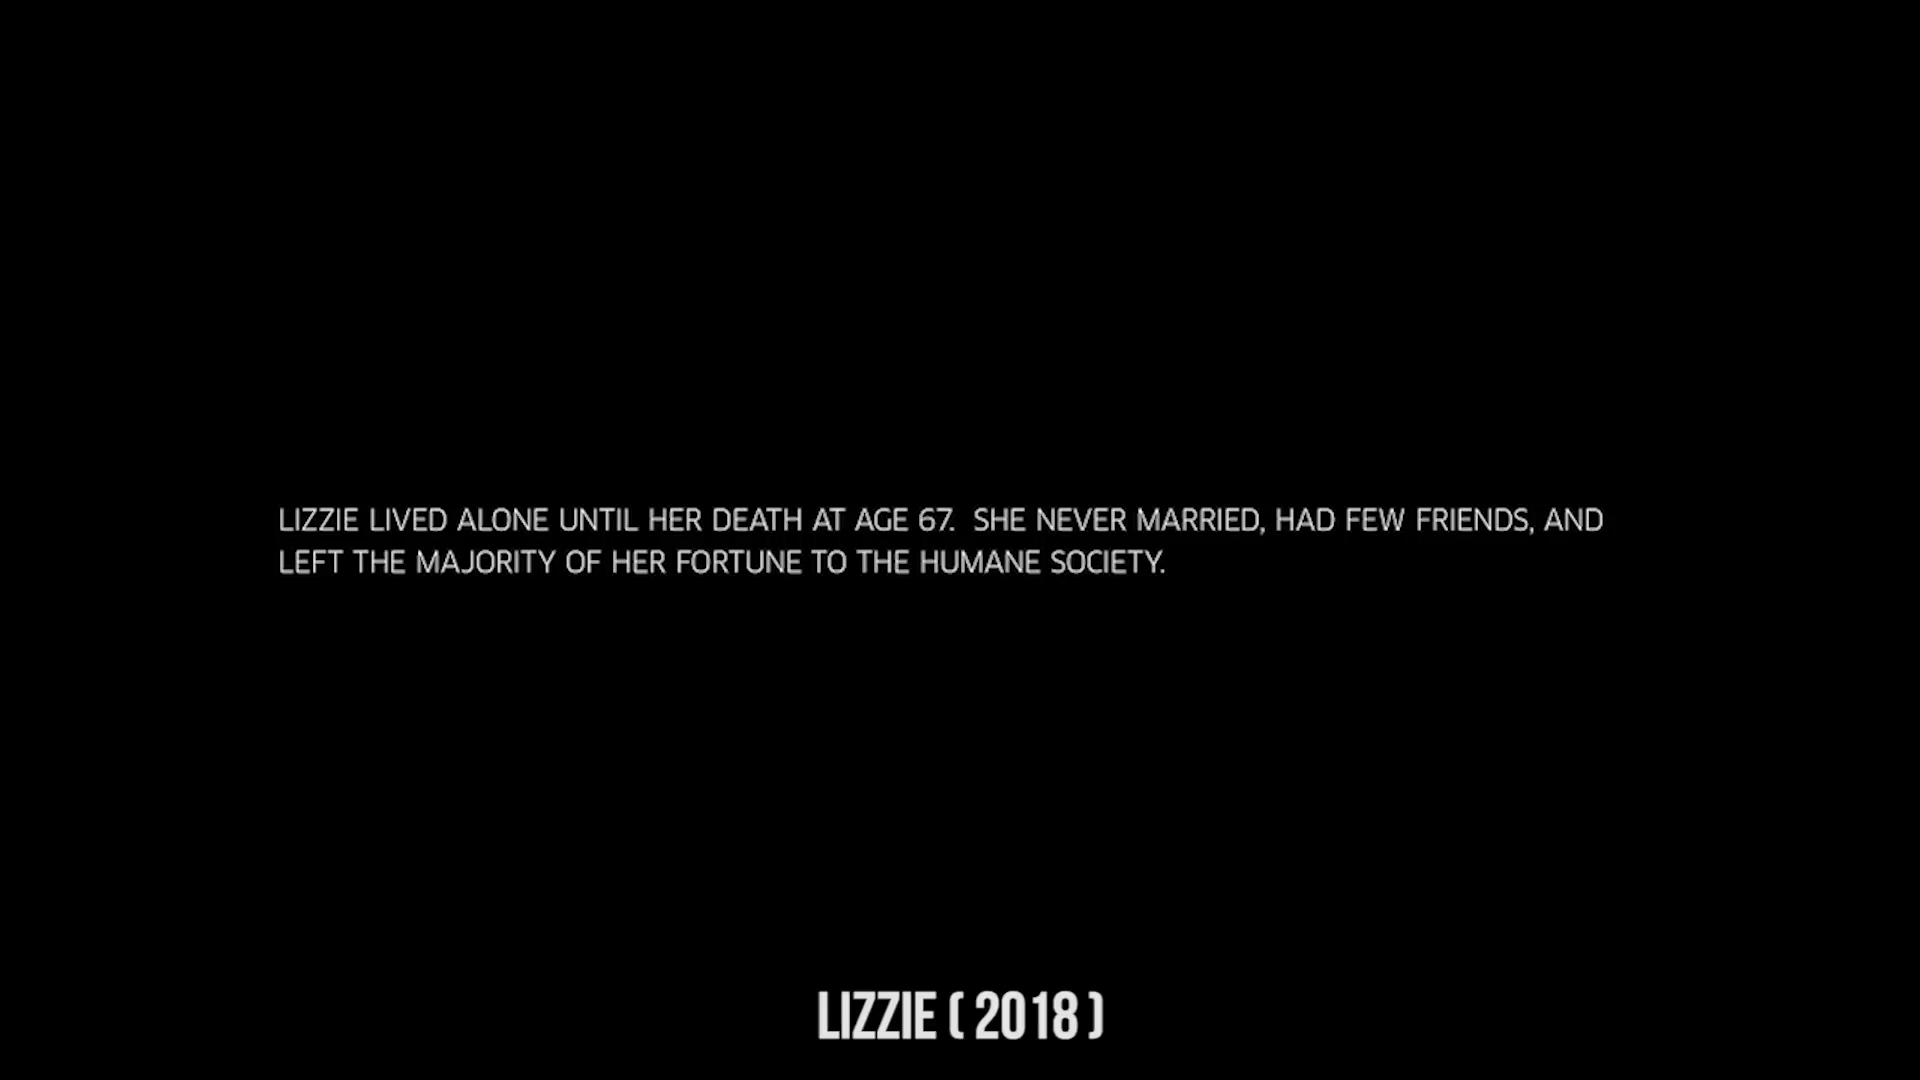 LIZZIE LIVED ALONE UNTIL HER DEATH AT AGE 67.  SHE NEVER MARRIED, HAD FEW FRIENDS, AND
LEFT THE MAJORITY OF HER FORTUNE TO THE HUMANE SOCIETY.
LIZZIE ( 2018 )